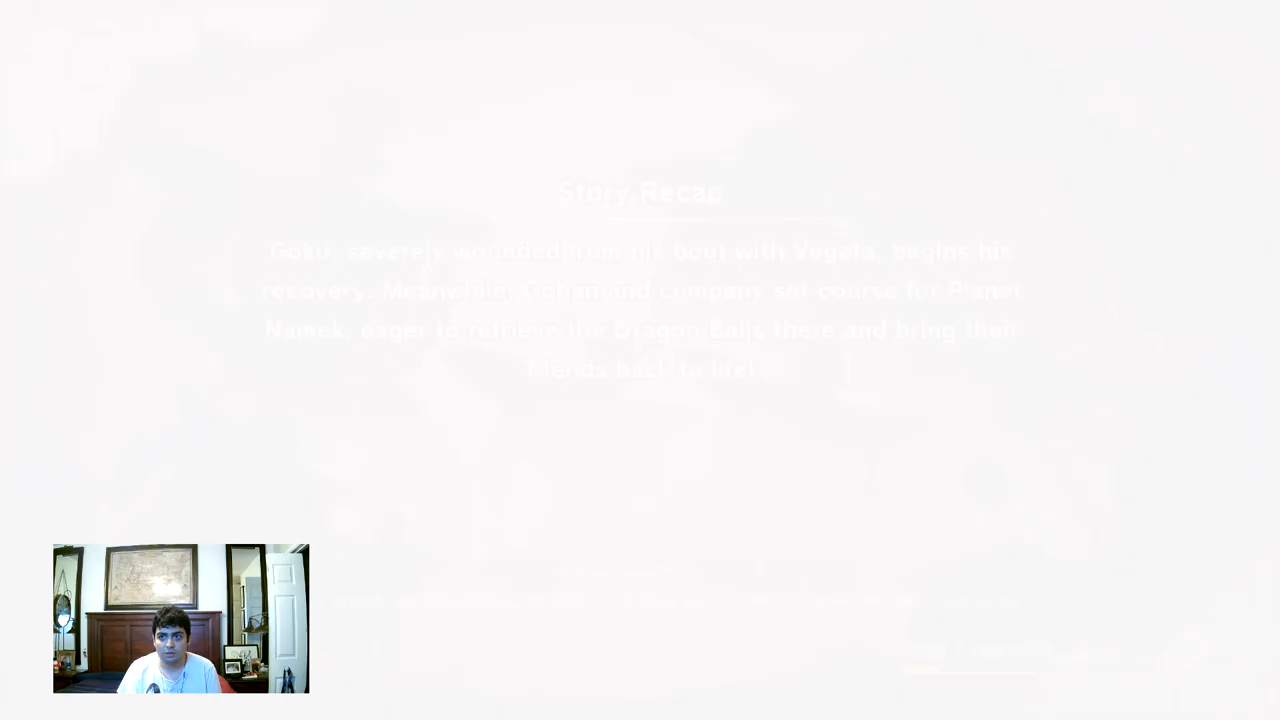 Story Recap
Goku, severely wounded from his bout with Vegeta, begins his
recovery. Meanwhile, Gohan and company set course for Planet
Namek, eager to retrieve the Dragon Balls there and bring their
friends back to life!